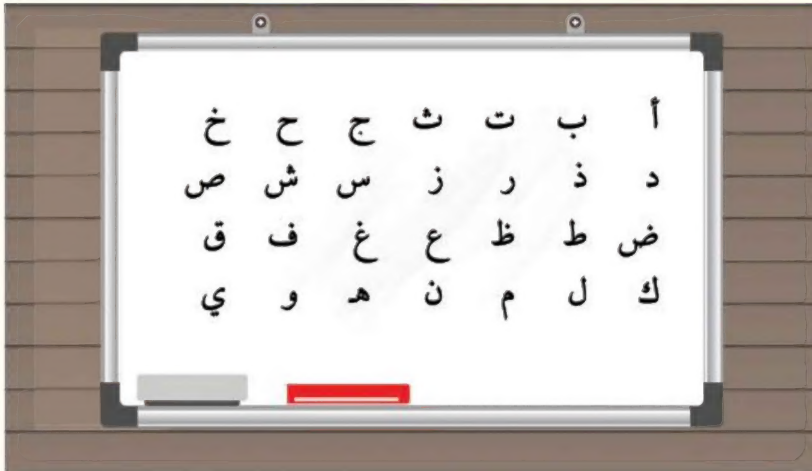 أ ب ت ث ج ح خ
د ذ ر ز س ش ص
ض ط ظ ع غ ف ق
ك ل م ن هـ و ي